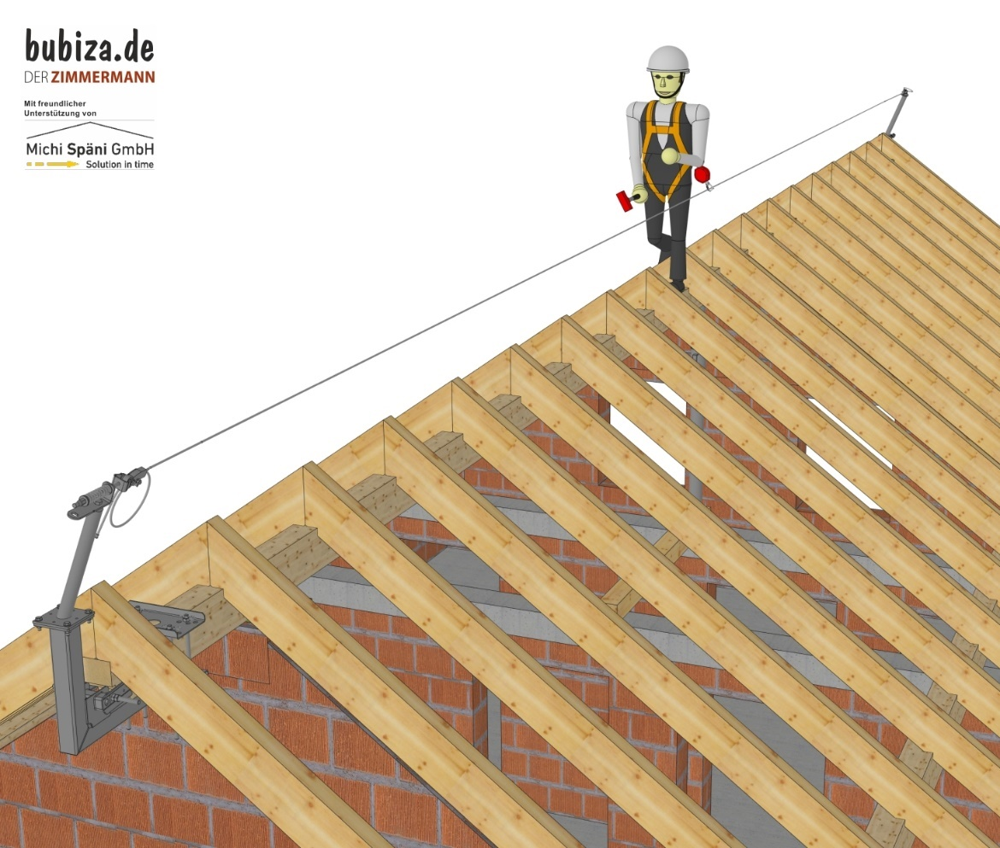 bubiza.de
DER ZIMMERMANN
Mit freundlicher
Unterstützung von
Michi Späni GmbH
Solution in time